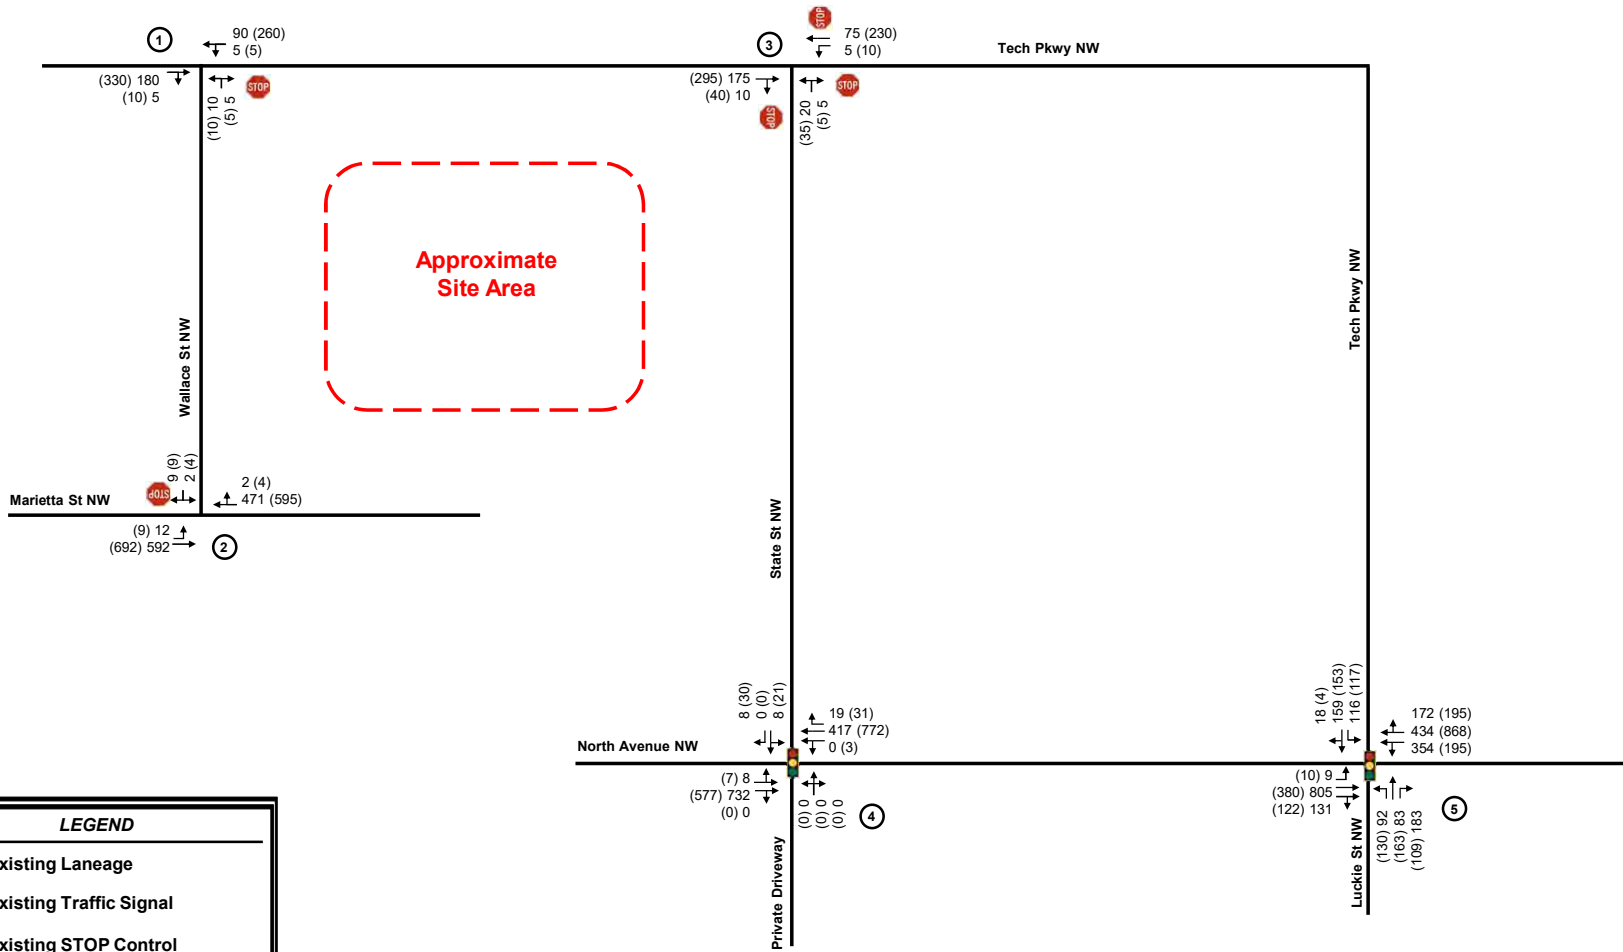 1
90 (260)
5 (5)
(330) 180
(10) 5
STOP
(10) 10
(5) 5
3
STOP
75 (230)
5 (10)
Tech Pkwy NW
(295) 175
(40) 10
STOP
STOP
(35) 20
(5) 5
Approximate
Site Area
Wallace St NW
Tech Pkwy NW
9 (9)
2 (4)
STOP
Marietta St NW
2 (4)
471 (595)
(9) 12
(692) 592
2
State St NW
8 (30)
0 (0)
8 (21)
19 (31)
417 (772)
0 (3)
North Avenue NW
(7) 8
(577) 732
(0) 0
(0) 0
(0) 0
(0) 0
4
Private Driveway
18 (4)
159 (153)
116 (117)
172 (195)
434 (868)
354 (195)
(10) 9
(380) 805
(122) 131
(130) 92
(163) 83
(109) 183
5
Luckie St NW
LEGEND
xisting Laneage
xisting Traffic Signal
xisting STOP Control